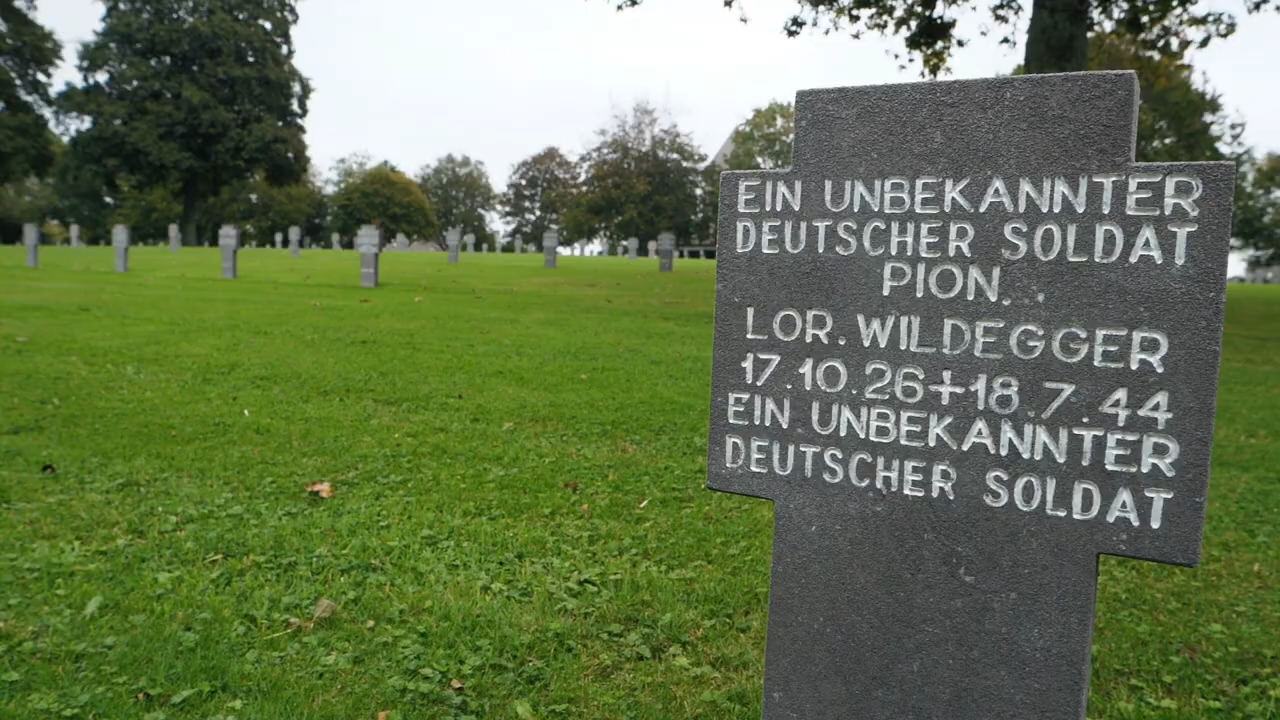 EIN UNBEKANNTER
DEUTSCHER SOLDAT
PION.
LOR. WILDEGGER
17.10.26+18.7.44
EIN UNBEKANNTER
DEUTSCHER SOLDAT